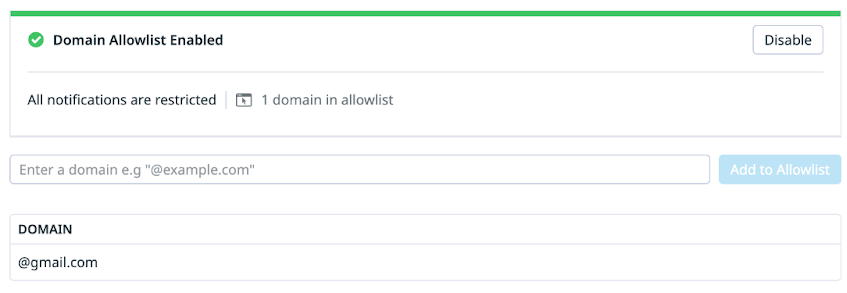 Domain Allowlist Enabled
Disable
All notifications are restricted
1 domain in allowlist
Enter a domain e.g "@example.com"
Add to Allowlist
DOMAIN
@gmail.com